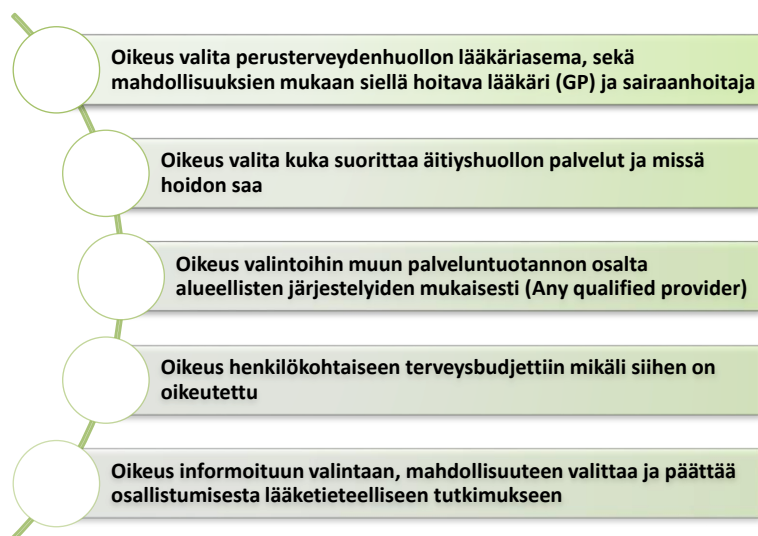 Oikeus valita perusterveydenhuollon lääkäriasema, sekä
mahdollisuuksien mukaan siellä hoitava lääkäri (GP) ja sairaanhoitaja
Oikeus valita kuka suorittaa äitiyshuollon palvelut ja missä
hoidon saa
Oikeus valintoihin muun palveluntuotannon osalta
alueellisten järjestelyiden mukaisesti (Any qualified provider)
Oikeus henkilökohtaiseen terveysbudjettiin mikäli siihen on
oikeutettu
Oikeus informoituun valintaan, mahdollisuuteen valittaa ja päättää
osallistumisesta lääketieteelliseen tutkimukseen